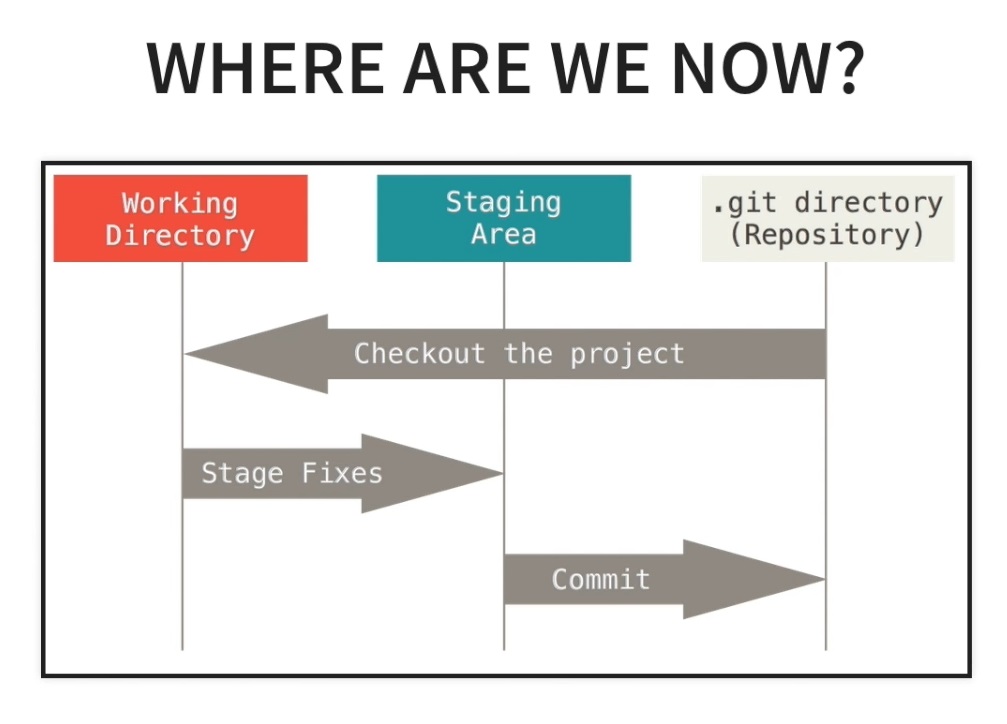 WHERE ARE WE NOW?
Working
Directory
Staging
Area
.git directory
(Repository)
Checkout the project
Stage Fixes
Commit